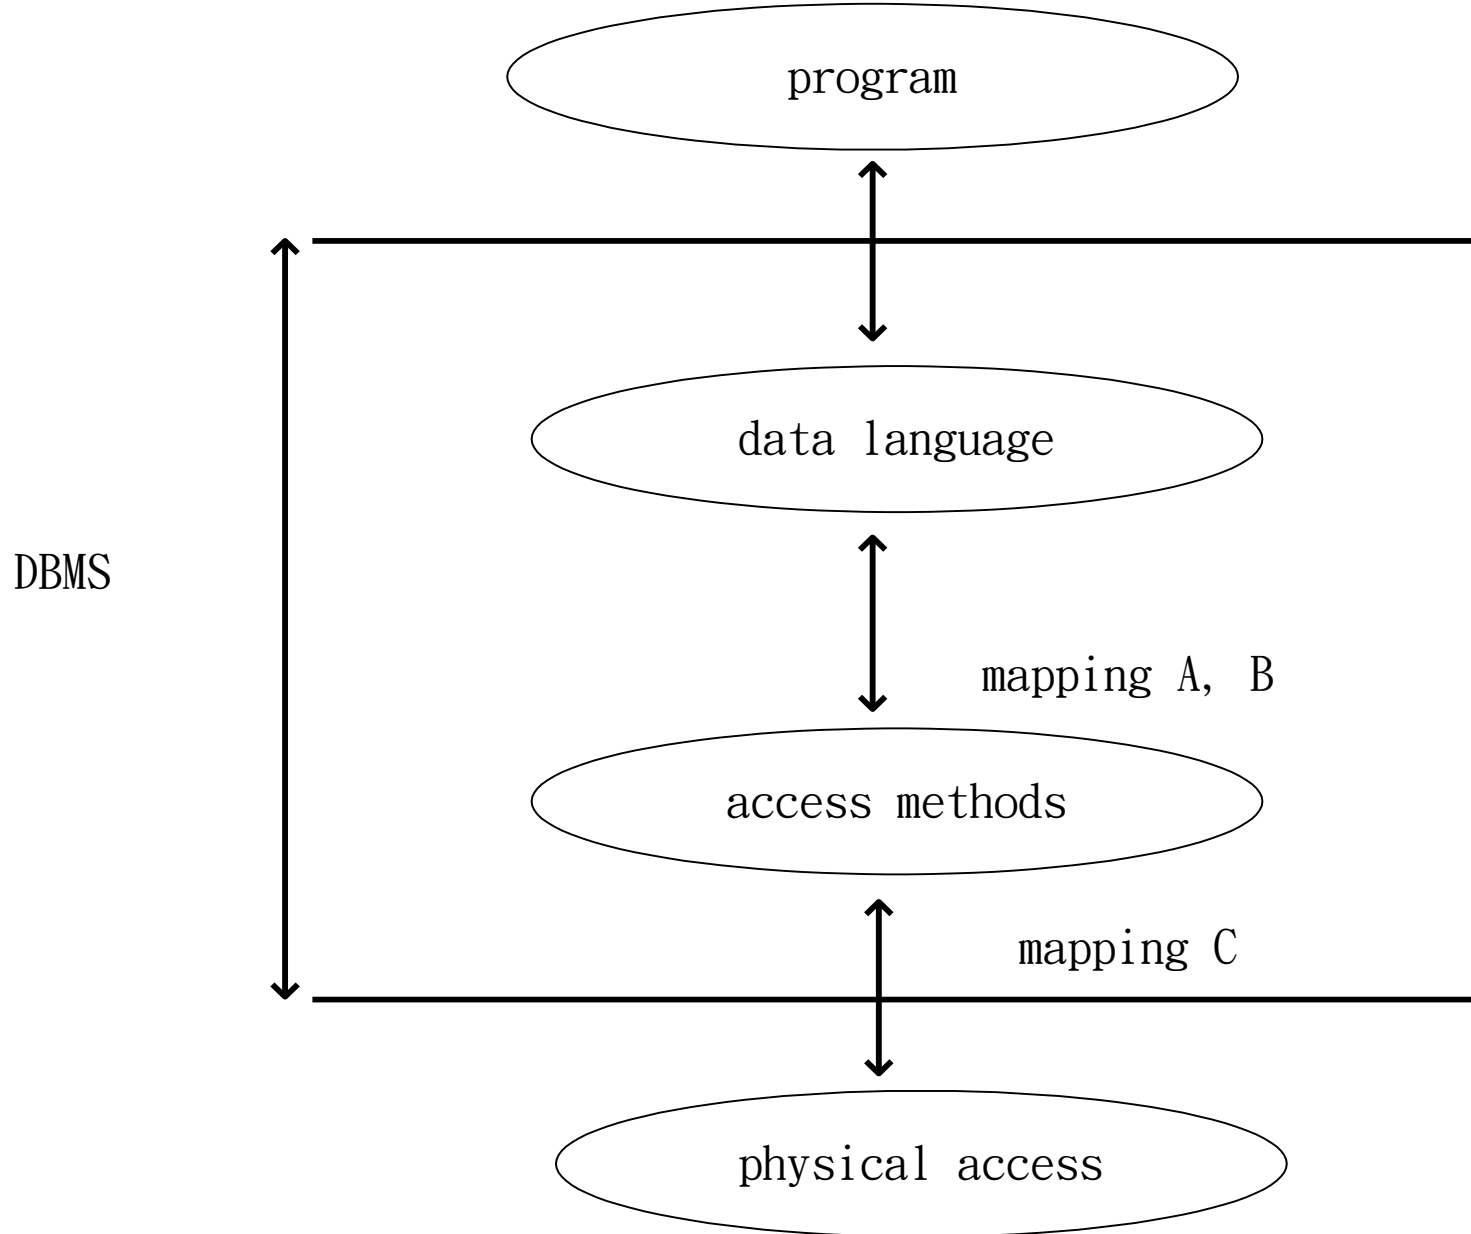 program
data language
DBMS
mapping A, B
access methods
mapping C
physical access